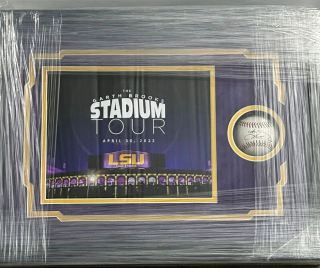 THE
GARTH BROOKS
STADIUM
TOUR
APRIL 30, 2022
LSU